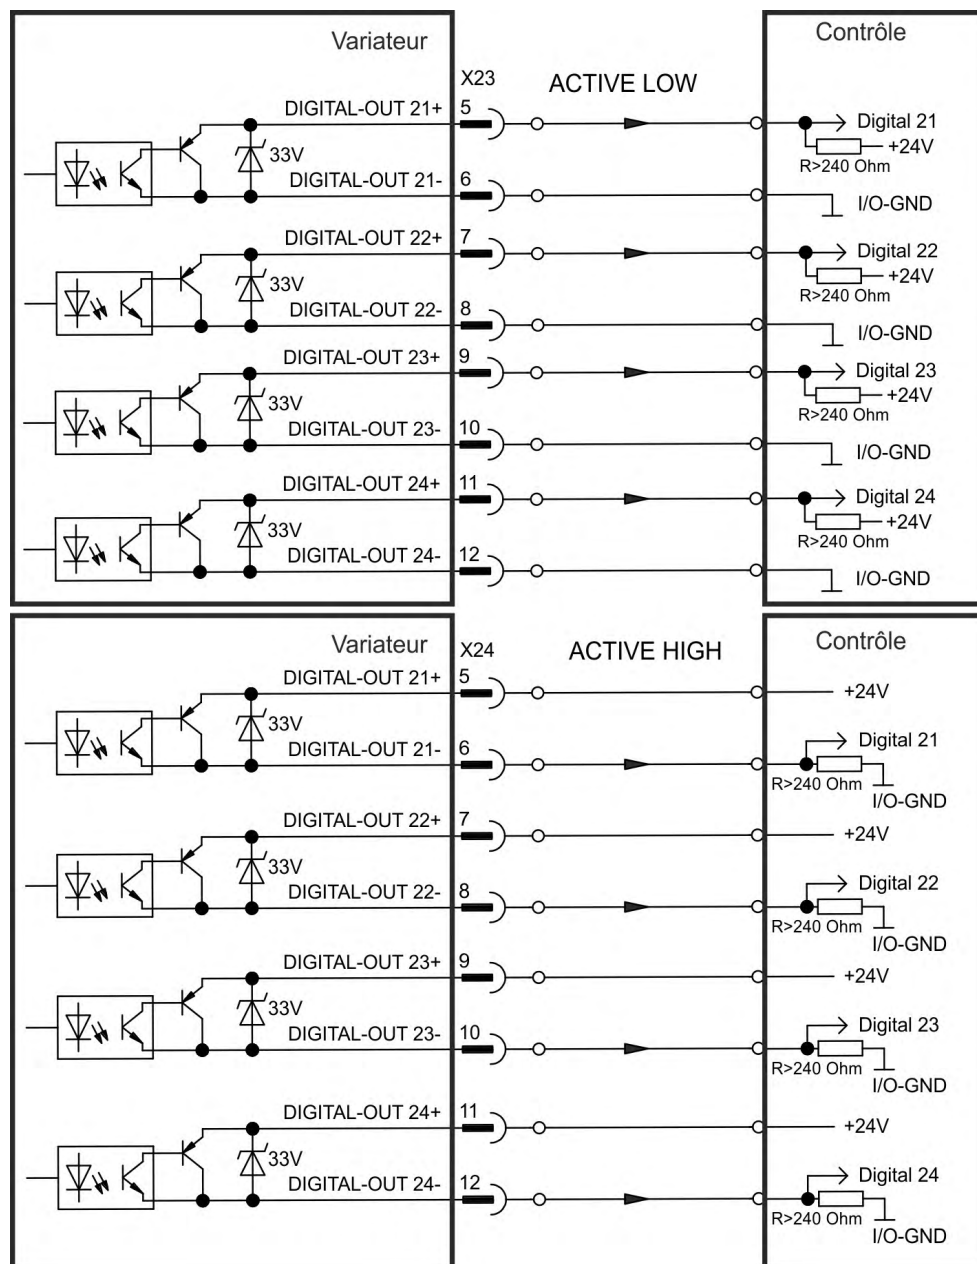 Variateur
Contrôle
X23
ACTIVE LOW
DIGITAL-OUT 21+
5
Digital 21
33V
+24V
R>240 Ohm
DIGITAL-OUT 21-
6
I/O-GND
DIGITAL-OUT 22+
7
Digital 22
33V
+24V
R>240 Ohm
DIGITAL-OUT 22-
8
I/O-GND
DIGITAL-OUT 23+
9
Digital 23
33V
+24V
R>240 Ohm
DIGITAL-OUT 23-
10
I/O-GND
DIGITAL-OUT 24+
11
Digital 24
33V
+24V
R>240 Ohm
DIGITAL-OUT 24-
12
I/O-GND
Variateur
Contrôle
X24
ACTIVE HIGH
DIGITAL-OUT 21+
5
+24V
33V
DIGITAL-OUT 21-
6
Digital 21
R>240 Ohm
I/O-GND
DIGITAL-OUT 22+
7
+24V
33V
DIGITAL-OUT 22-
8
Digital 22
R>240 Ohm
I/O-GND
DIGITAL-OUT 23+
9
+24V
33V
DIGITAL-OUT 23-
10
Digital 23
R>240 Ohm
I/O-GND
DIGITAL-OUT 24+
11
+24V
33V
DIGITAL-OUT 24-
12
Digital 24
R>240 Ohm
I/O-GND